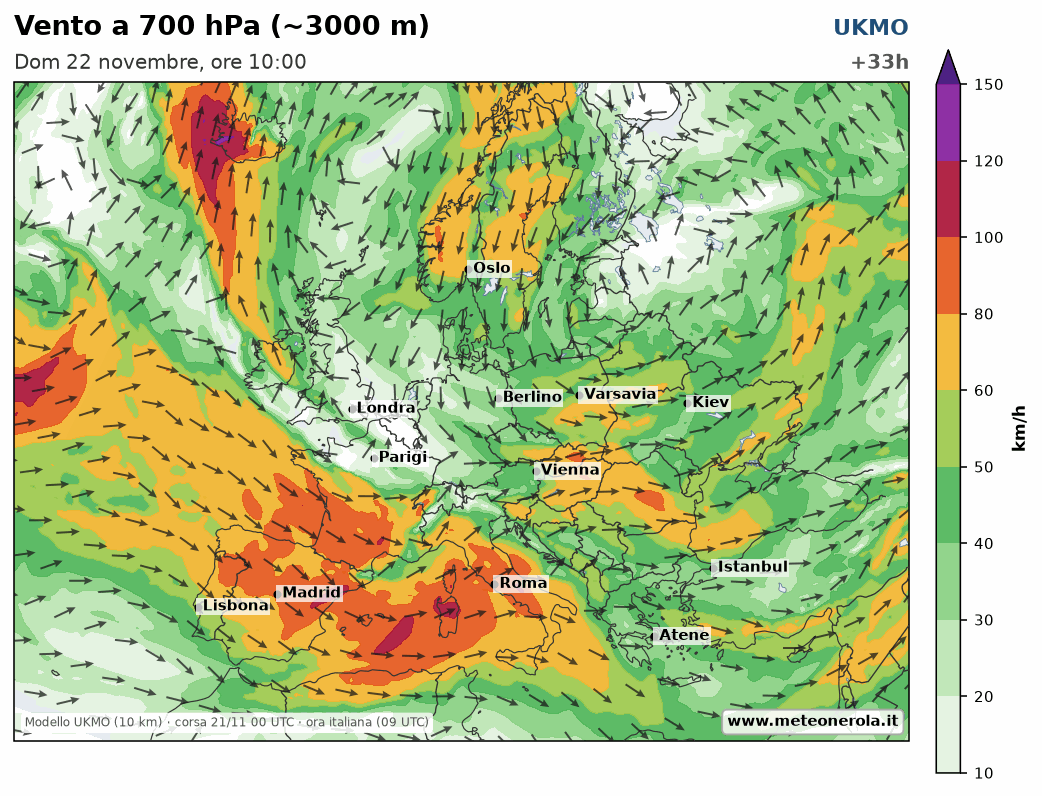 Vento a 700 hPa (~3000 m)
UKMO
Dom 22 novembre, ore 10:00
+33h
150
120
100
80
60
50
40
30
20
10
km/h
Oslo
Berlino
Varsavia
Kiev
Londra
Parigi
Vienna
Istanbul
Roma
Madrid
Lisbona
Atene
Modello UKMO (10 km) · corsa 21/11 00 UTC · ora italiana (09 UTC)
www.meteonerola.it